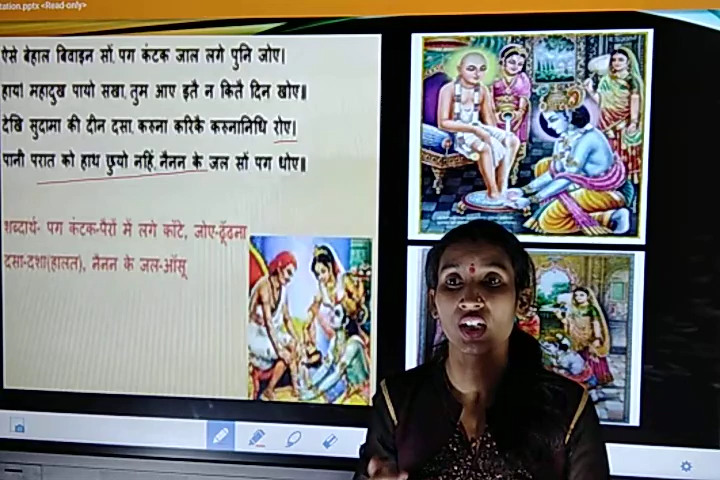 tation.pptx <Read-only>
ऐसे बेहाल बिवाइन सों, पग कंटक जाल लगे पुनि जोए।
हाय! महादुख पायो सखा, तुम आए इतै न कितै दिन खोए॥
देखि सुदामा की दीन दसा, करुना करिकै करुनानिधि रोए।
पानी परात को हाथ छुयो नहिं, नैनन के जल सों पग धोए॥
शब्दार्थ- पग कंटक-पैरों में लगे काँटे, जोए-ढूँढना
दसा-दशा(हालत), नैनन के जल-आँसू